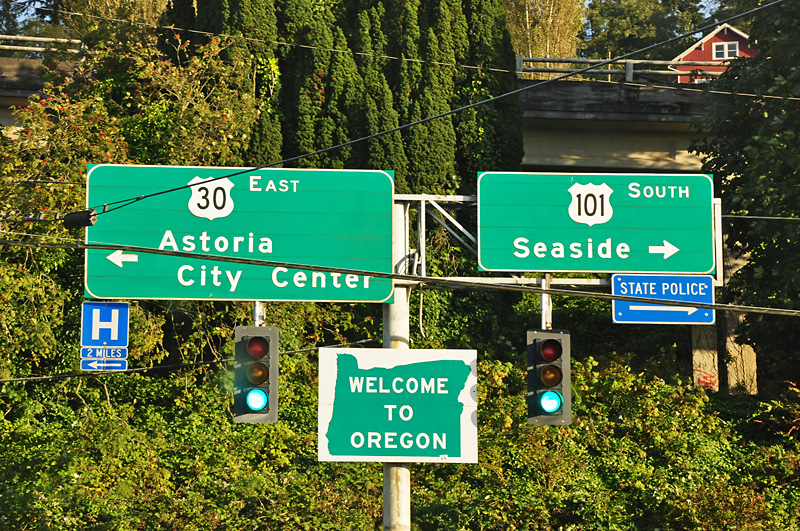 30 EAST
Astoria
City Center
101 SOUTH
Seaside
STATE POLICE
H
2 MILES
WELCOME
TO
OREGON